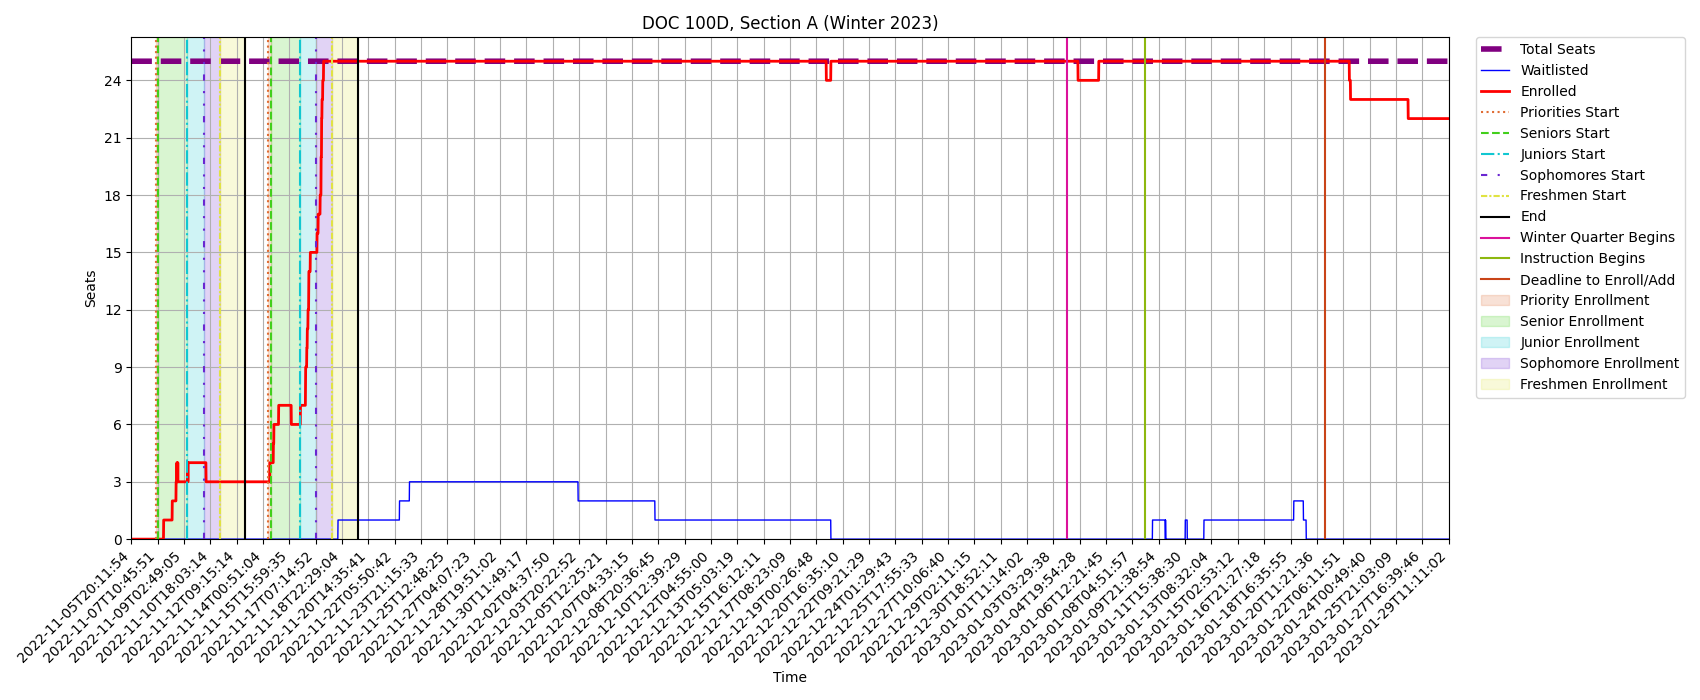 DOC 100D, Section A (Winter 2023)
Seats
24
21
18
15
12
9
6
3
0
2022-11-05T20:11:54
2022-11-07T10:45:51
2022-11-09T02:49:05
2022-11-10T18:03:14
2022-11-12T09:15:14
2022-11-14T00:51:04
2022-11-15T15:59:35
2022-11-17T07:14:52
2022-11-18T22:29:04
2022-11-20T14:35:41
2022-11-22T05:50:42
2022-11-23T21:15:33
2022-11-25T12:48:25
2022-11-27T04:07:23
2022-11-28T19:51:02
2022-11-30T11:49:17
2022-12-02T04:37:50
2022-12-03T20:22:52
2022-12-05T12:25:21
2022-12-07T04:33:15
2022-12-08T20:36:45
2022-12-10T12:39:29
2022-12-12T04:55:00
2022-12-13T05:03:19
2022-12-15T16:12:11
2022-12-17T08:23:09
2022-12-19T00:26:48
2022-12-20T16:35:10
2022-12-22T09:21:29
2022-12-24T01:29:43
2022-12-25T17:55:33
2022-12-27T10:06:40
2022-12-29T02:11:15
2022-12-30T18:52:11
2023-01-01T11:14:02
2023-01-03T03:29:38
2023-01-04T19:54:28
2023-01-06T12:21:45
2023-01-08T04:51:57
2023-01-09T21:38:54
2023-01-11T15:38:30
2023-01-13T08:32:04
2023-01-15T02:53:12
2023-01-16T21:27:18
2023-01-18T16:35:55
2023-01-20T11:21:36
2023-01-22T06:11:51
2023-01-24T00:49:40
2023-01-25T21:03:09
2023-01-27T16:39:46
2023-01-29T11:11:02
Time
Total Seats
Waitlisted
Enrolled
Priorities Start
Seniors Start
Juniors Start
Sophomores Start
Freshmen Start
End
Winter Quarter Begins
Instruction Begins
Deadline to Enroll/Add
Priority Enrollment
Senior Enrollment
Junior Enrollment
Sophomore Enrollment
Freshmen Enrollment